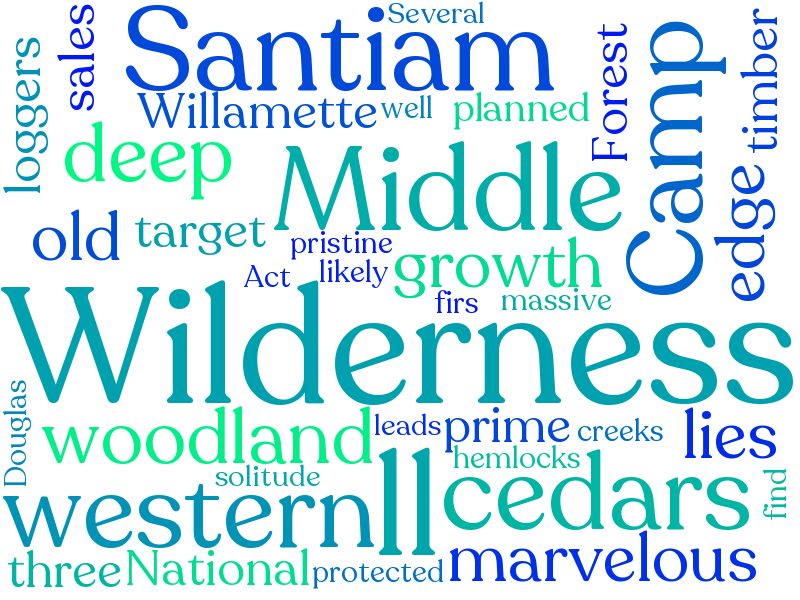 Several
Santiam
sales
loggers
Willamette
well
planned
Forest
Camp
timber
deep
Middle
edge
old
target
pristine
growth
Act
likely
firs
massive
Wilderness
Douglas
woodland
leads
prime
creeks
lies
hemlocks
solitude
ll
cedars
find
western
three
National
protected
marvelous